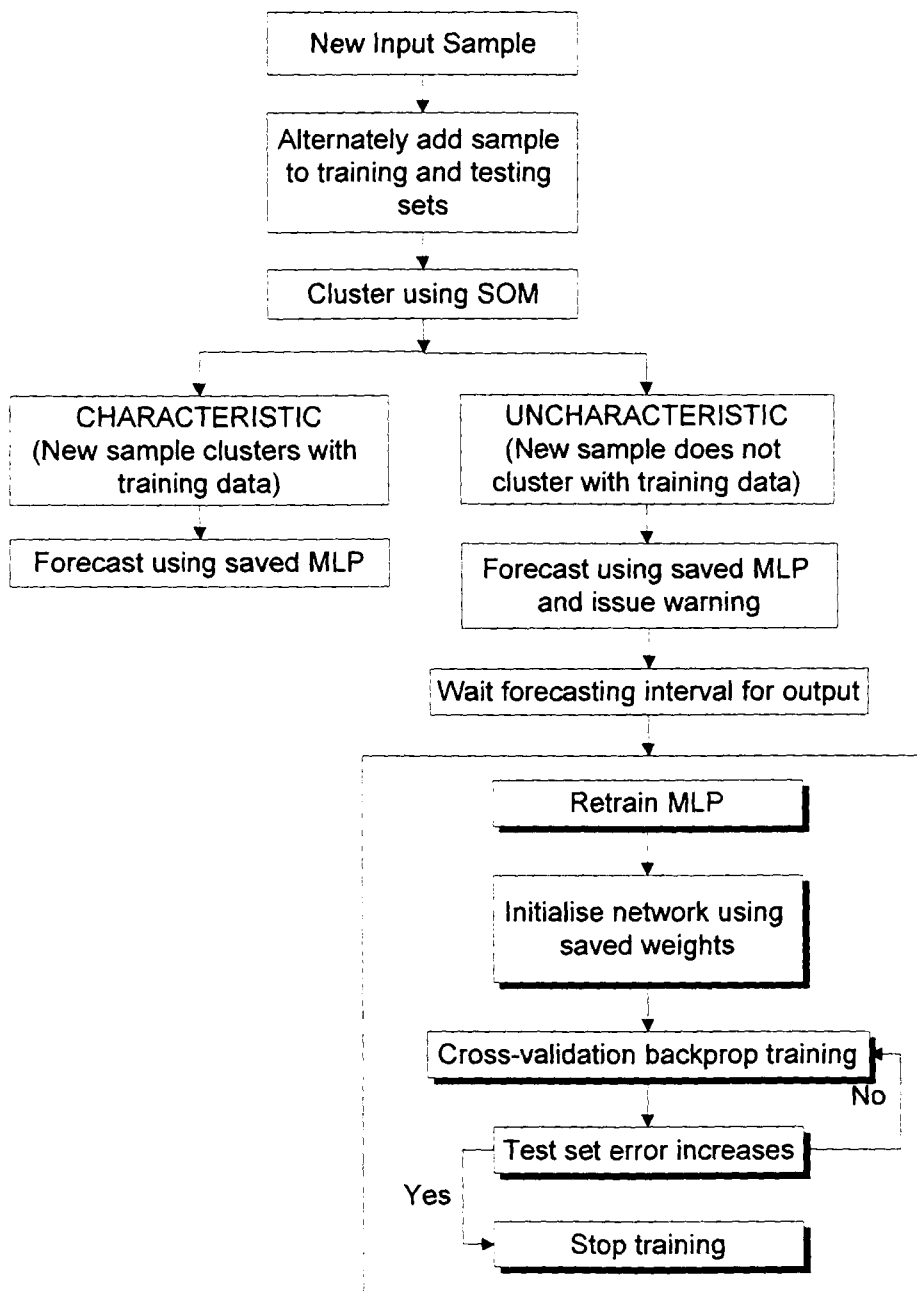 New Input Sample
Alternately add sample
to training and testing
sets
Cluster using SOM
CHARACTERISTIC
(New sample clusters with
training data)
Forecast using saved MLP
UNCHARACTERISTIC
(New sample does not
cluster with training data)
Forecast using saved MLP
and issue warning
Wait forecasting interval for output
Retrain MLP
Initialise network using
saved weights
Cross-validation backprop training
No
Test set error increases
Yes
Stop training